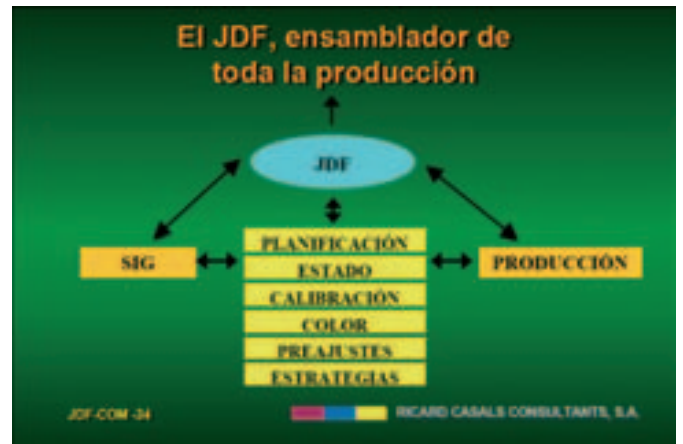 El JDF, ensamblador de
toda la producción
JDF
SIG
PLANIFICACIÓN
ESTADO
CALIBRACIÓN
COLOR
PREAJUSTES
ESTRATEGIAS
PRODUCCIÓN
JDF-COM -34
RICARD CASALS CONSULTANTS, S.A.